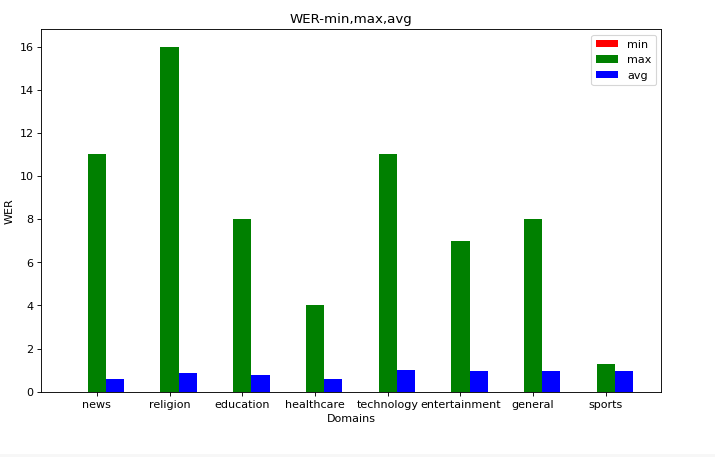 WER-min,max,avg
min
max
avg
16
14
12
10
8
6
4
2
0
WER
news religion education healthcare technology entertainment general sports
Domains